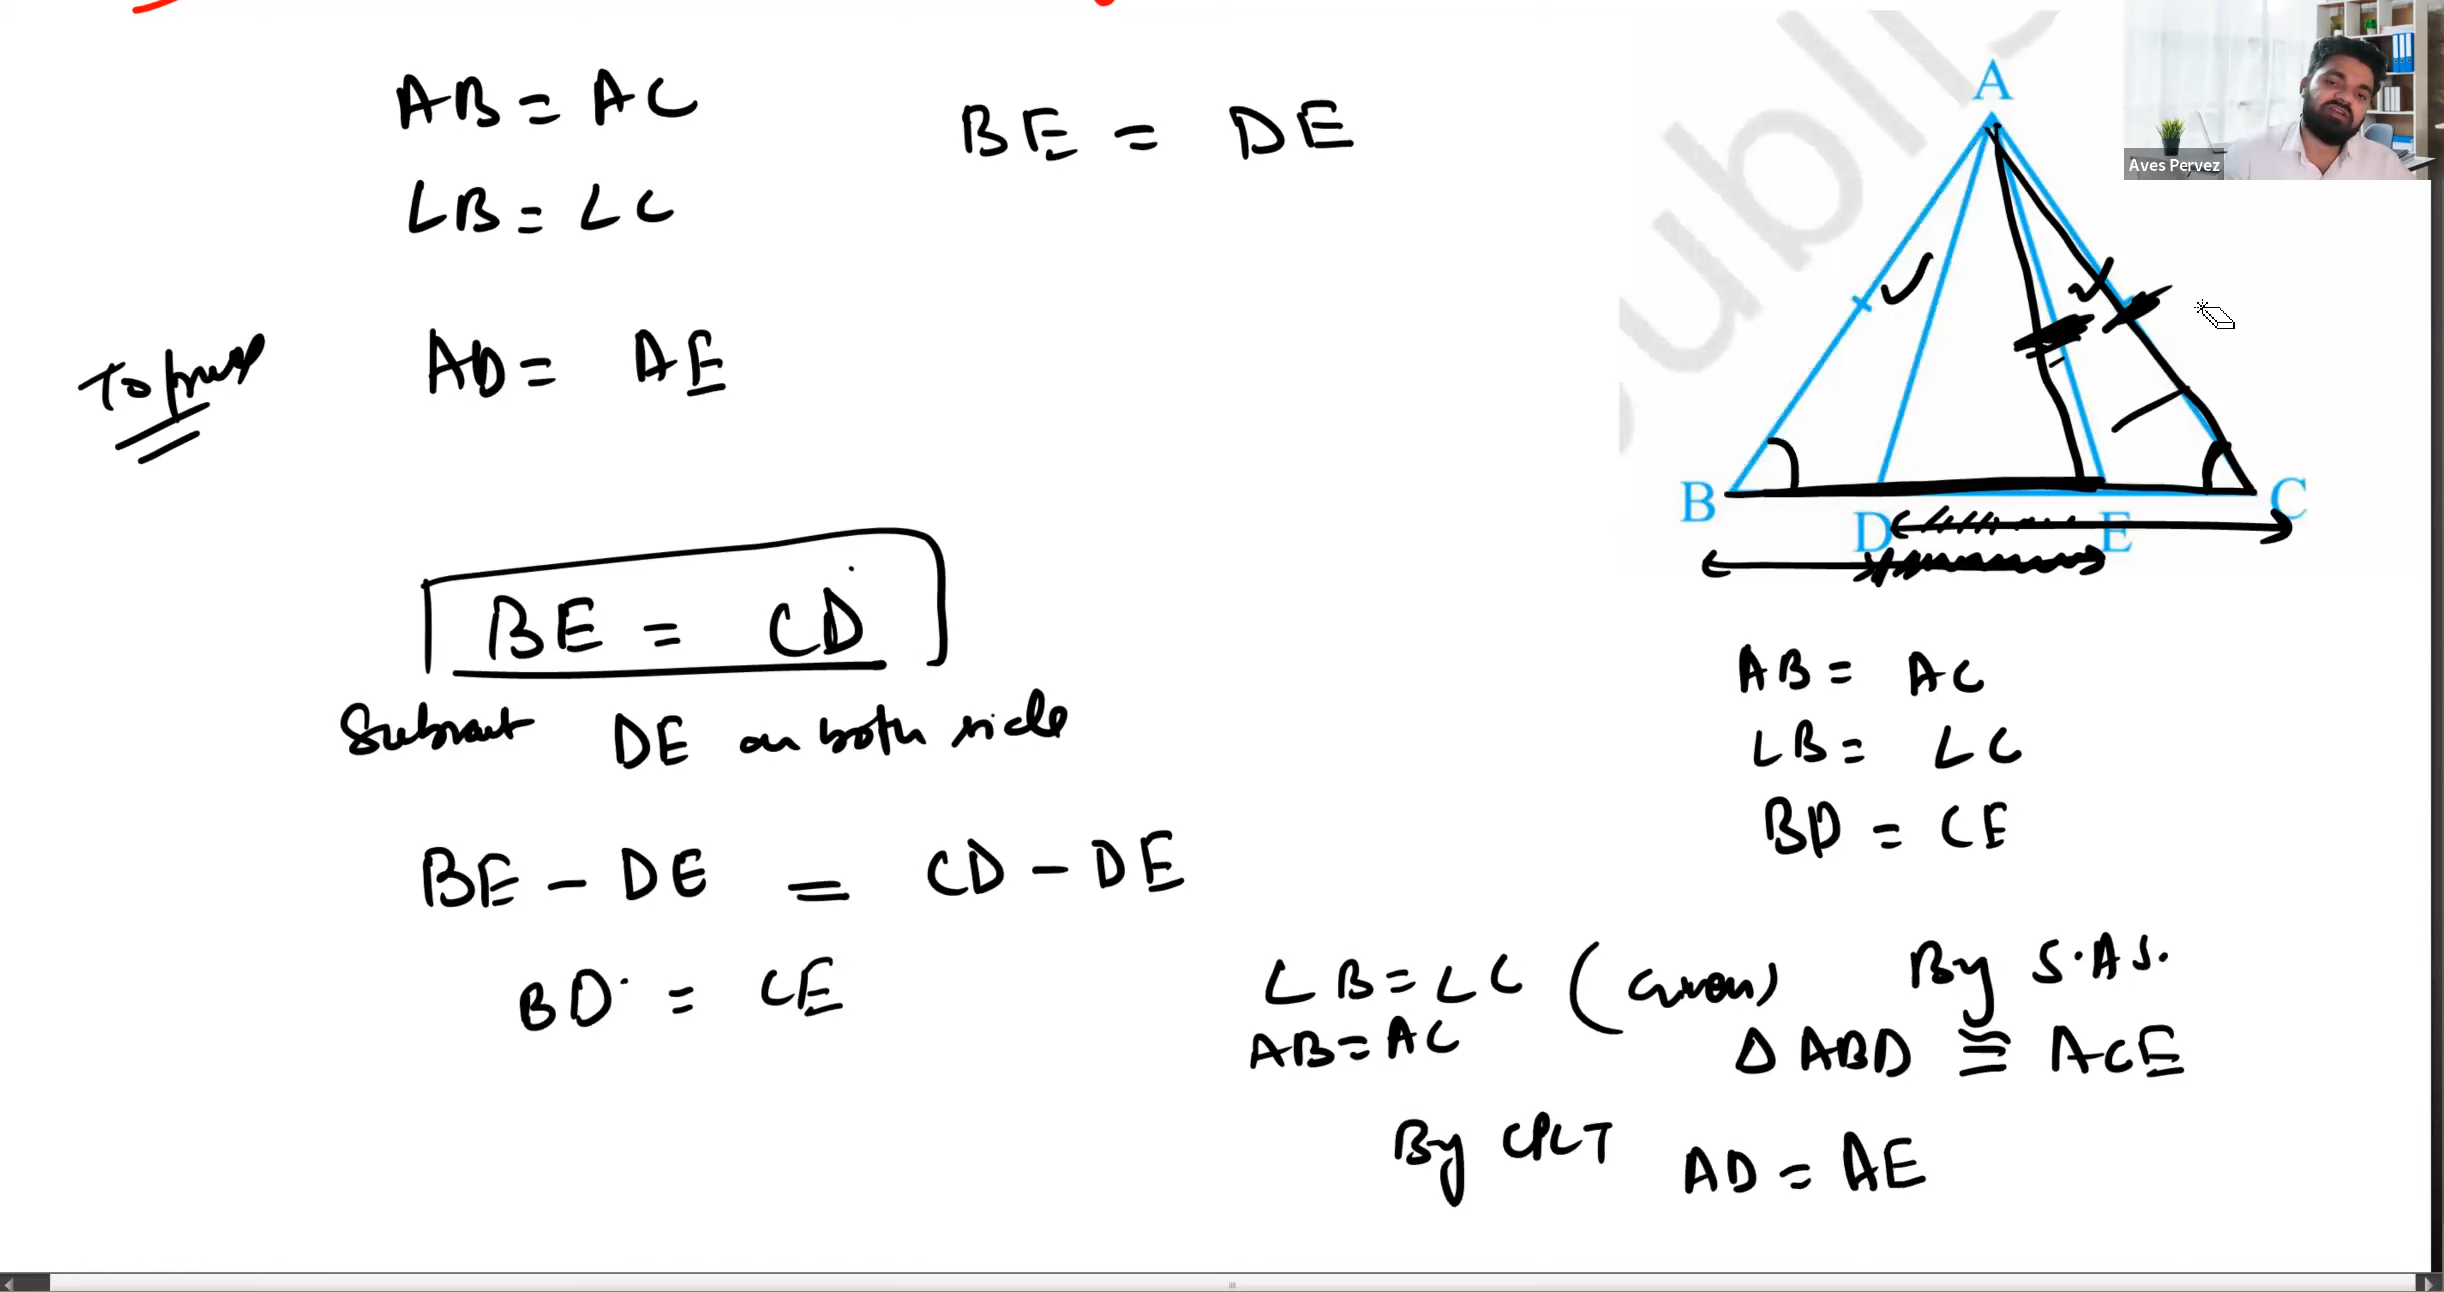 AB = AC
BE = DE
∠B = ∠C
To prove
AD = AE
BE = CD
Subract DE on both side
BE - DE = CD - DE
BD = CE
A
B
D
E
C
Aves Pervez
AB = AC
∠B = ∠C
BD = CE
∠B = ∠C (Given)
AB = AC
By S.A.S.
Δ ABD ≅ ACE
By CPCT AD = AE